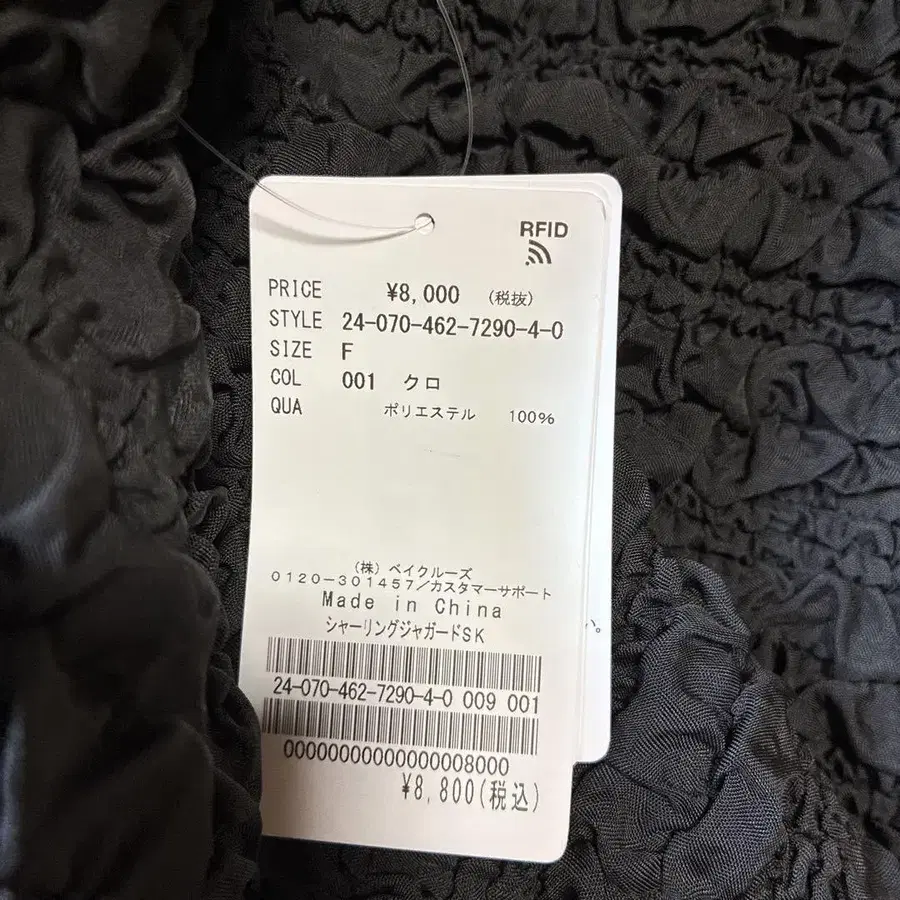 RFID
PRICE ¥8,000 (税抜)
STYLE 24-070-462-7290-4-0
SIZE F
COL 001 クロ
QUA ポリエステル 100%
(株) ベイクルーズ
0120-301457/カスタマーサポート
Made in China
シャーリングジャガードSK
24-070-462-7290-4-0 009 001
00000000000000008000
¥8,800(税込)
い。